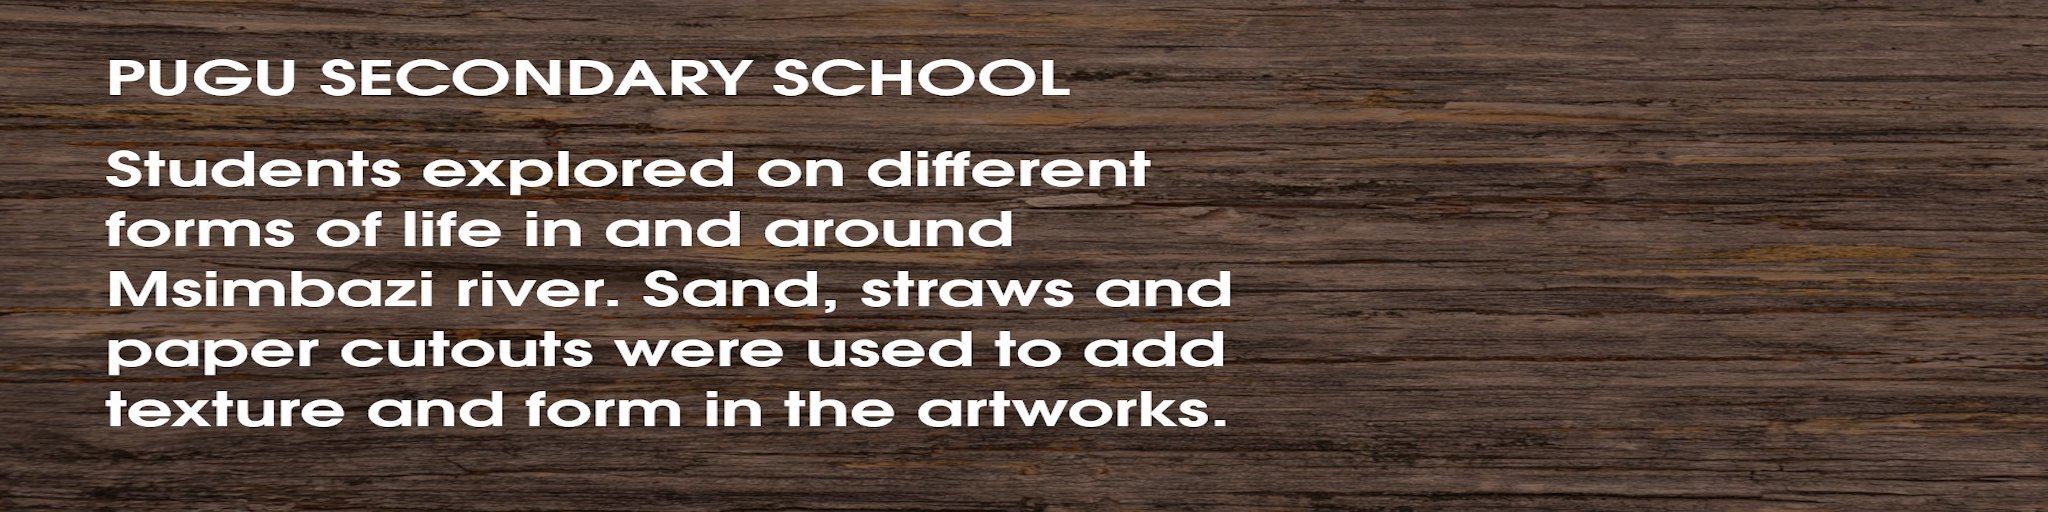 PUGU SECONDARY SCHOOL
Students explored on different
forms of life in and around
Msimbazi river. Sand, straws and
paper cutouts were used to add
texture and form in the artworks.